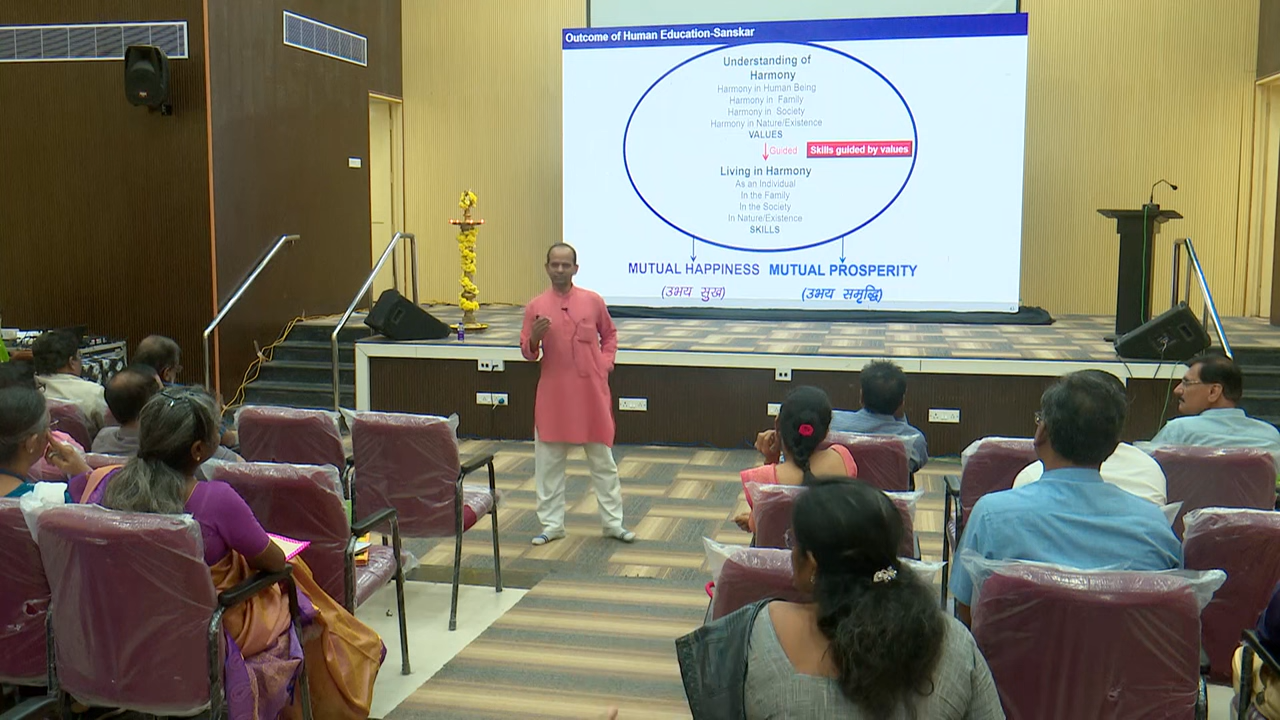 Outcome of Human Education-Sanskar
Understanding of
Harmony
Harmony in Human Being
Harmony in Family
Harmony in Society
Harmony in Nature/Existence
VALUES
Guided
Skills guided by values
Living in Harmony
As an Individual
In the Family
In the Society
In Nature/Existence
SKILLS
MUTUAL HAPPINESS MUTUAL PROSPERITY
(उभय सुख) (उभय समृद्धि)